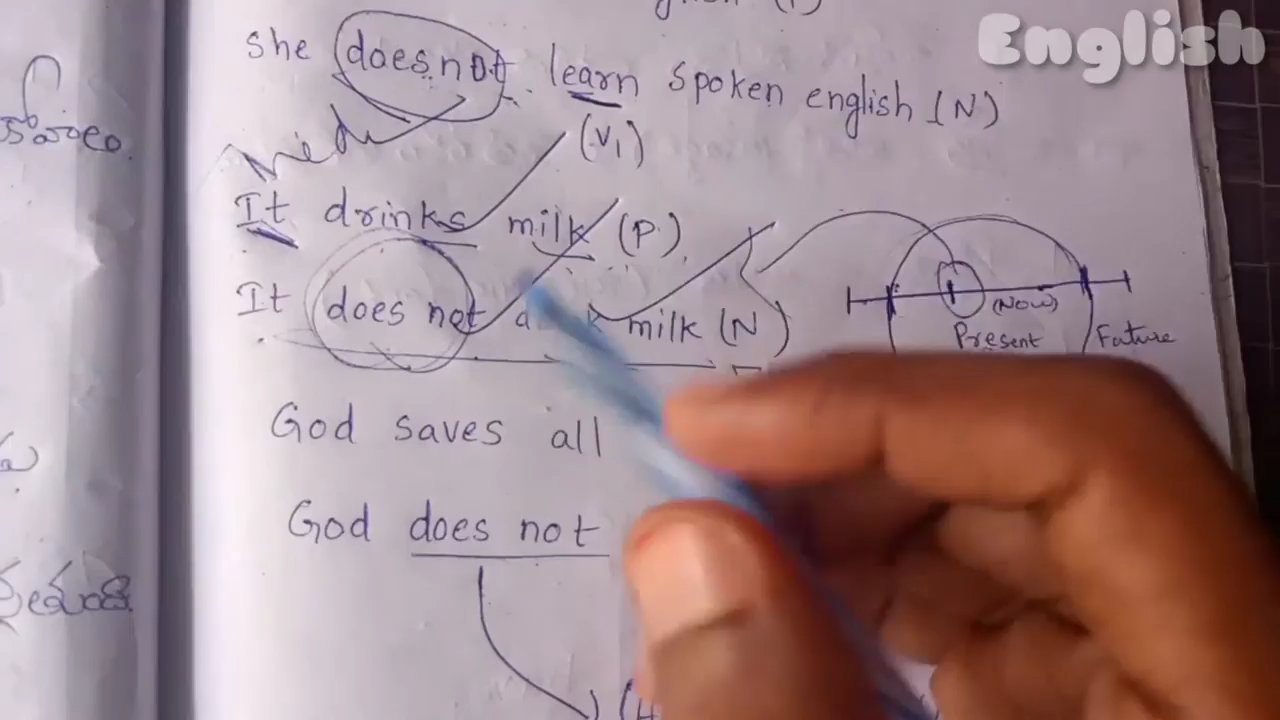 English
she does not learn spoken english (N)
(V1)
It drinks milk (P)
It does not milk (N)
(Now)
Present Future
God saves all
God does not